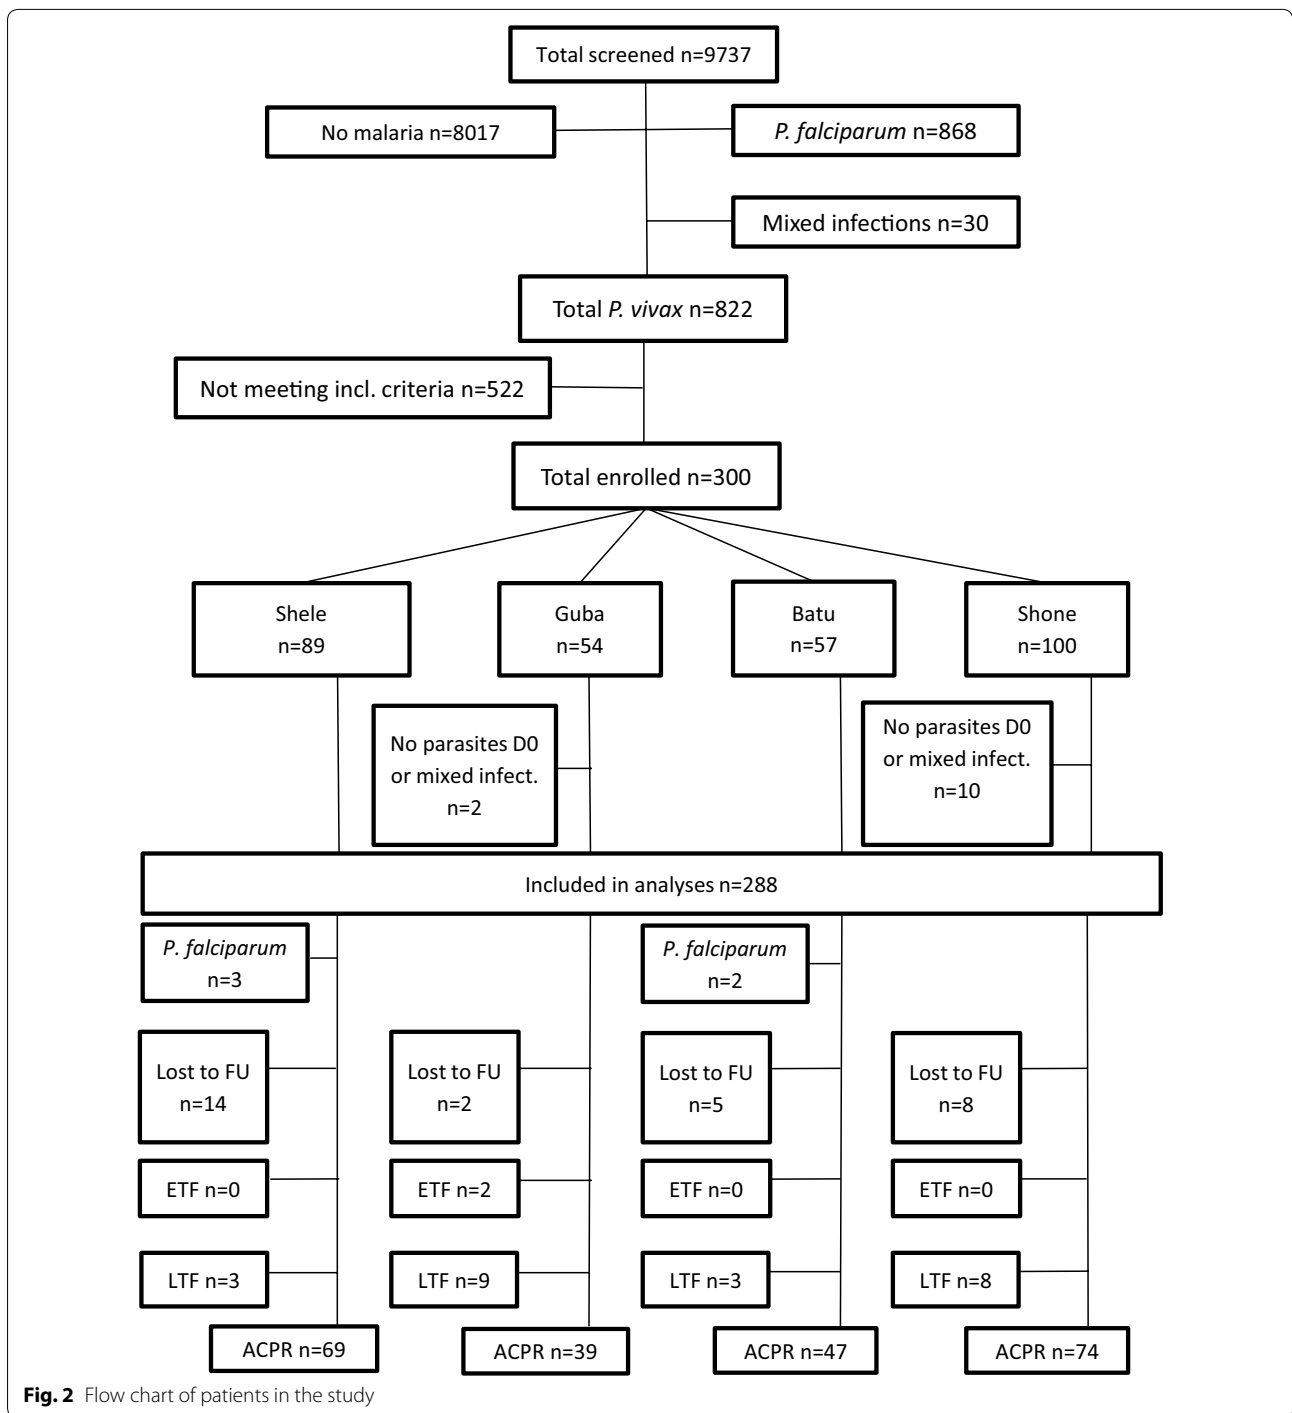 Total screened n=9737
No malaria n=8017
P. falciparum n=868
Mixed infections n=30
Total P. vivax n=822
Not meeting incl. criteria n=522
Total enrolled n=300
Shele
n=89
Guba
n=54
Batu
n=57
Shone
n=100
No parasites D0
or mixed infect.
n=2
No parasites D0
or mixed infect.
n=10
Included in analyses n=288
P. falciparum
n=3
P. falciparum
n=2
Lost to FU
n=14
Lost to FU
n=2
Lost to FU
n=5
Lost to FU
n=8
ETF n=0
ETF n=2
ETF n=0
ETF n=0
LTF n=3
LTF n=9
LTF n=3
LTF n=8
ACPR n=69
ACPR n=39
ACPR n=47
ACPR n=74
Fig. 2 Flow chart of patients in the study